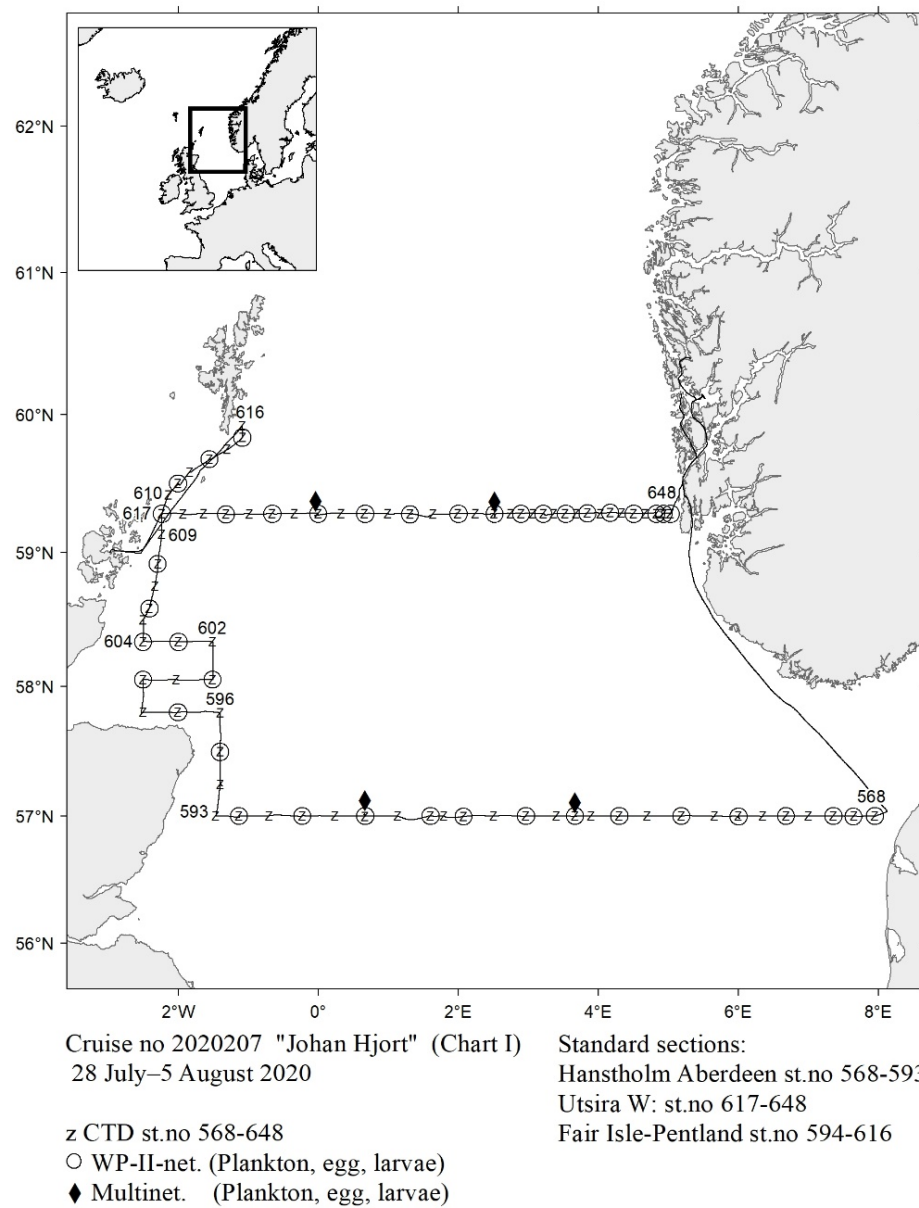 62°N
61°N
60°N
616
610
648
617
609
59°N
604
602
58°N
596
593
568
57°N
56°N
2°W 0° 2°E 4°E 6°E 8°E
Cruise no 2020207 "Johan Hjort" (Chart I)
28 July–5 August 2020
z CTD st.no 568-648
WP-II-net. (Plankton, egg, larvae)
Multinet. (Plankton, egg, larvae)
Standard sections:
Hanstholm Aberdeen st.no 568-593
Utsira W: st.no 617-648
Fair Isle-Pentland st.no 594-616